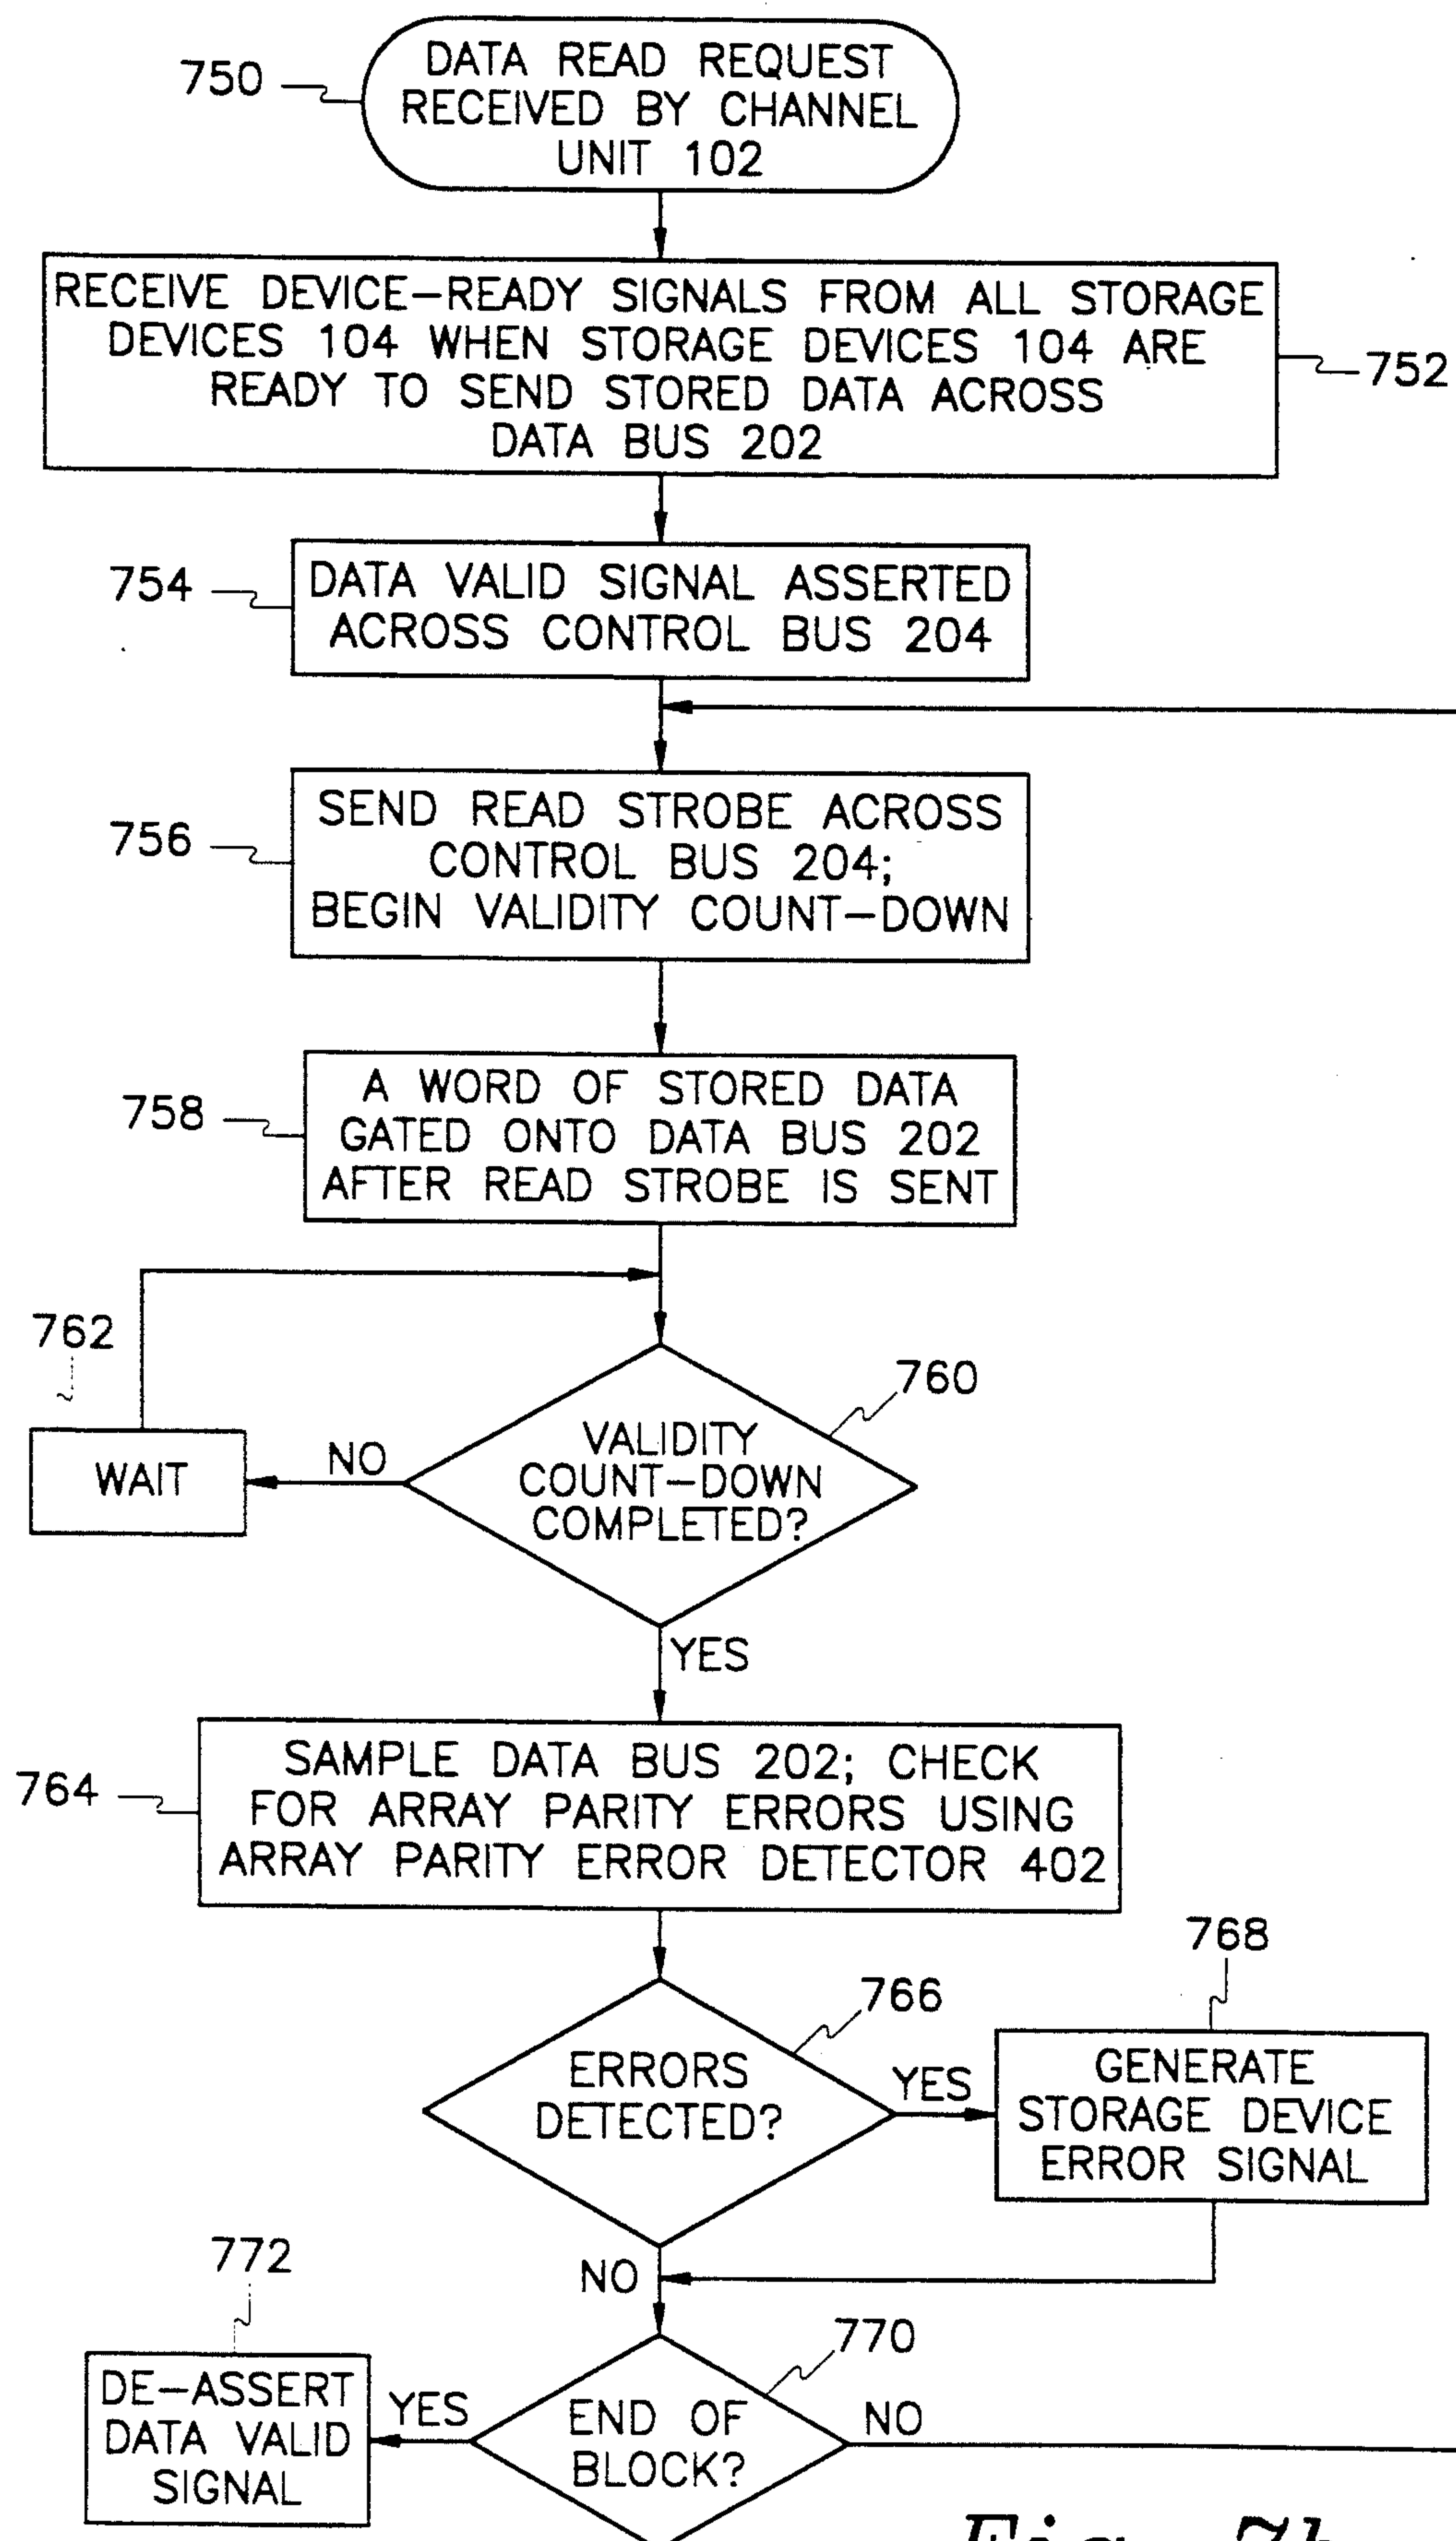 750
DATA READ REQUEST
RECEIVED BY CHANNEL
UNIT 102
RECEIVE DEVICE-READY SIGNALS FROM ALL STORAGE
DEVICES 104 WHEN STORAGE DEVICES 104 ARE
READY TO SEND STORED DATA ACROSS
DATA BUS 202
752
754
DATA VALID SIGNAL ASSERTED
ACROSS CONTROL BUS 204
756
SEND READ STROBE ACROSS
CONTROL BUS 204;
BEGIN VALIDITY COUNT-DOWN
758
A WORD OF STORED DATA
GATED ONTO DATA BUS 202
AFTER READ STROBE IS SENT
762
WAIT
NO
760
VALIDITY
COUNT-DOWN
COMPLETED?
YES
764
SAMPLE DATA BUS 202; CHECK
FOR ARRAY PARITY ERRORS USING
ARRAY PARITY ERROR DETECTOR 402
766
ERRORS
DETECTED?
YES
768
GENERATE
STORAGE DEVICE
ERROR SIGNAL
NO
772
DE-ASSERT
DATA VALID
SIGNAL
YES
770
END OF
BLOCK?
NO
Fig.